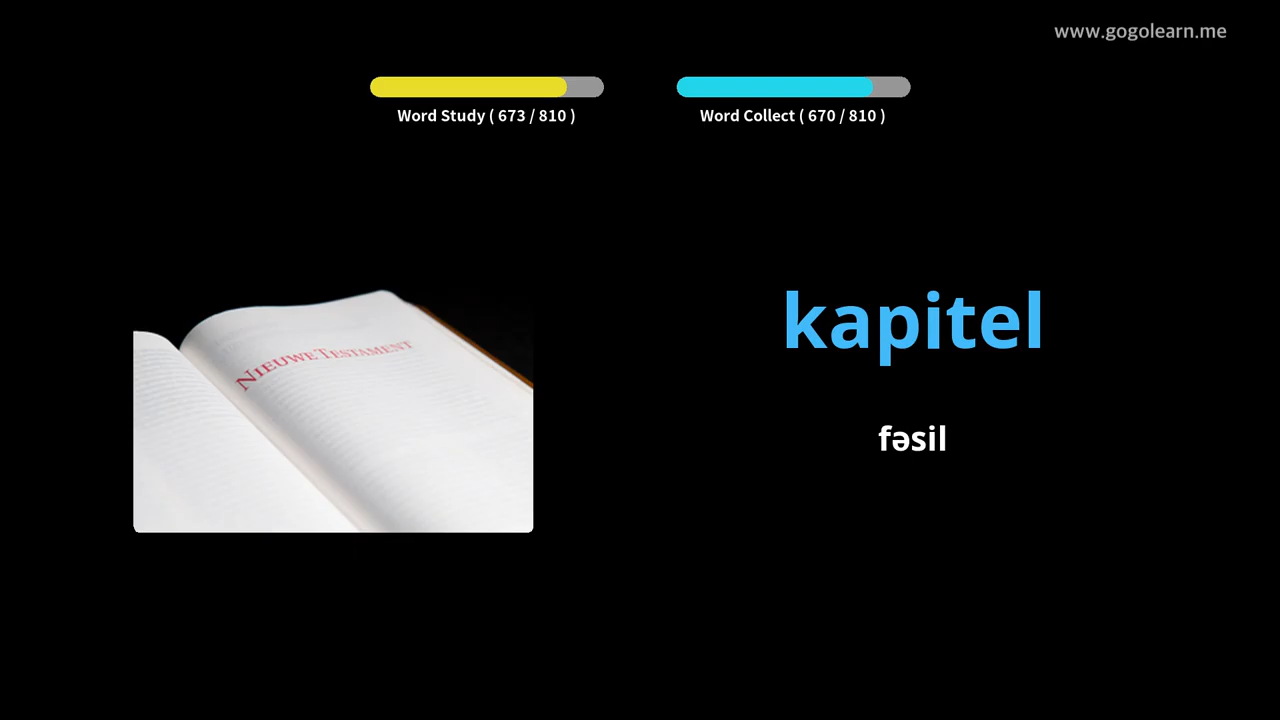 www.gogolearn.me
Word Study ( 673 / 810 )
Word Collect ( 670 / 810 )
NIEUWE TESTAMENT
kapitel
fəsil